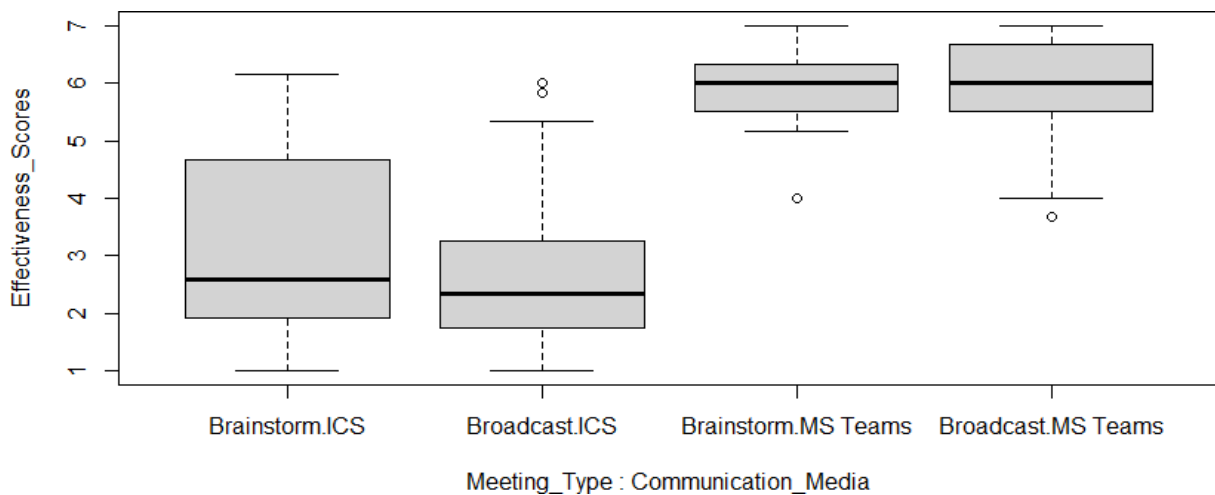 Effectiveness_Scores
7
6
5
4
3
2
1
Brainstorm.ICS Broadcast.ICS Brainstorm.MS Teams Broadcast.MS Teams
Meeting_Type : Communication_Media